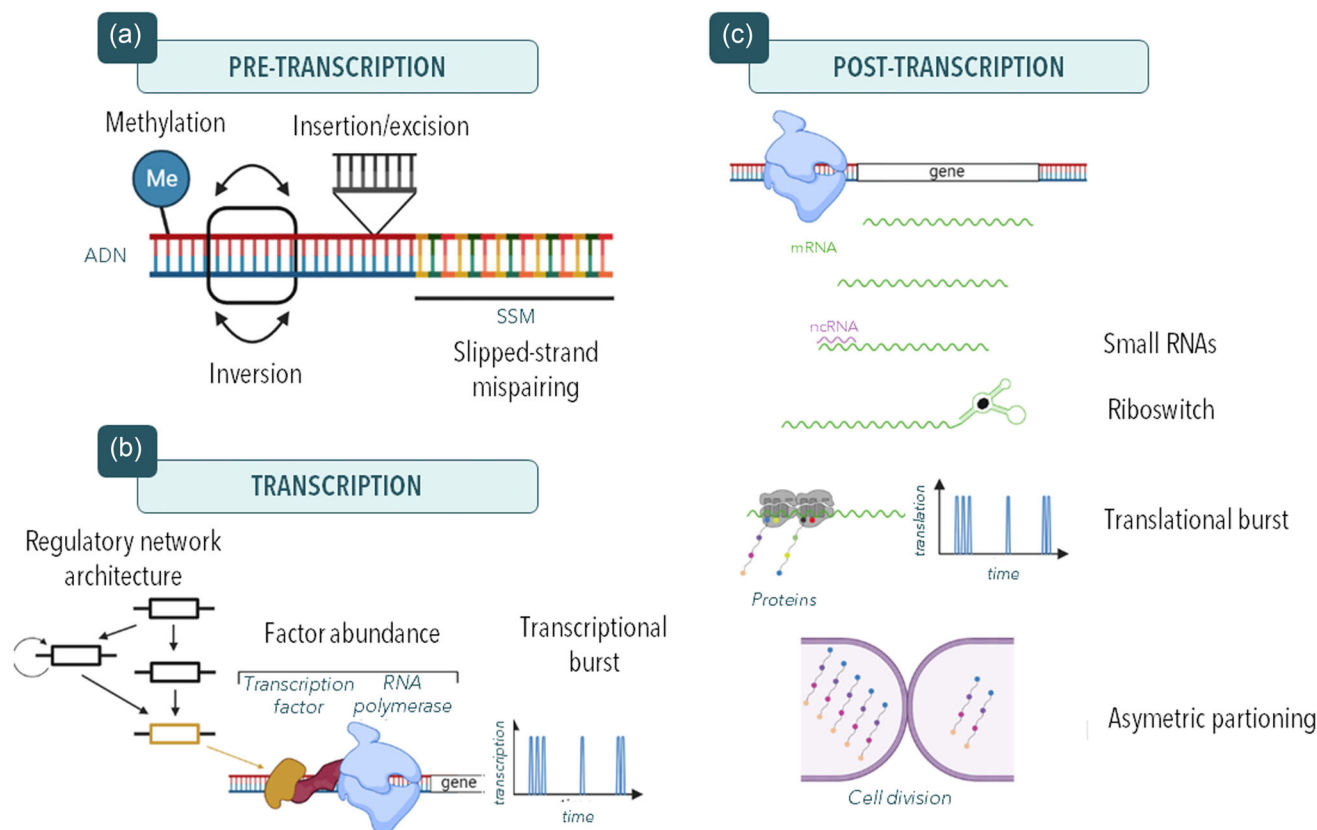 (a)
PRE-TRANSCRIPTION
Methylation
Insertion/excision
Me
ADN
SSM
Inversion
Slipped-strand
mispairing
(b)
TRANSCRIPTION
Regulatory network
architecture
Factor abundance
Transcriptional
burst
Transcription
factor
RNA
polymerase
gene
transcription
time
(c)
POST-TRANSCRIPTION
gene
mRNA
ncRNA
Small RNAs
Riboswitch
translation
time
Translational burst
Proteins
Asymetric partioning
Cell division